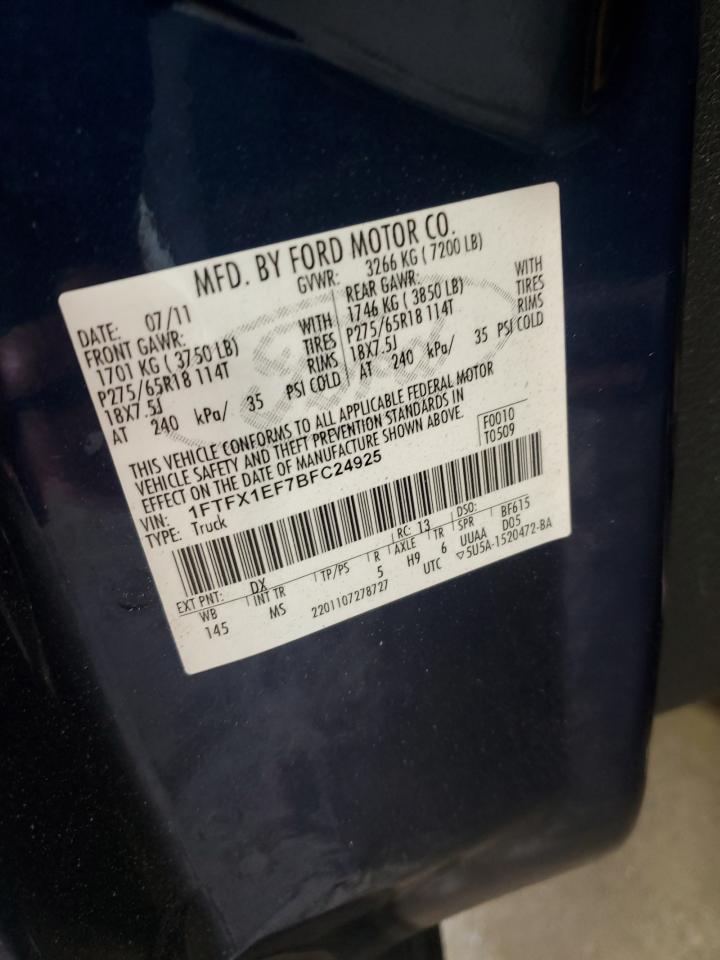 MFD. BY FORD MOTOR CO.
DATE: 07/11 GVWR: 3266 KG ( 7200 LB)
FRONT GAWR: WITH
1701 KG ( 3750 LB) TIRES
P275/65R18 114T RIMS
18X7.5J
AT 240 kPa/ 35 PSI COLD
REAR GAWR: WITH
1746 KG ( 3850 LB) TIRES
P275/65R18 114T RIMS
18X7.5J
AT 240 kPa/ 35 PSI COLD
THIS VEHICLE CONFORMS TO ALL APPLICABLE FEDERAL MOTOR
VEHICLE SAFETY AND THEFT PREVENTION STANDARDS IN
EFFECT ON THE DATE OF MANUFACTURE SHOWN ABOVE.
VIN: 1FTFX1EF7BFC24925
TYPE: Truck
F0010
T0509
EXT PNT: DX RC: 13 DSO: BF615
WB INT TR TP/PS R AXLE TR SPR
145 MS 5 H9 6 UUAA D05
2201107278727 UTC ▽5U5A-1520472-BA